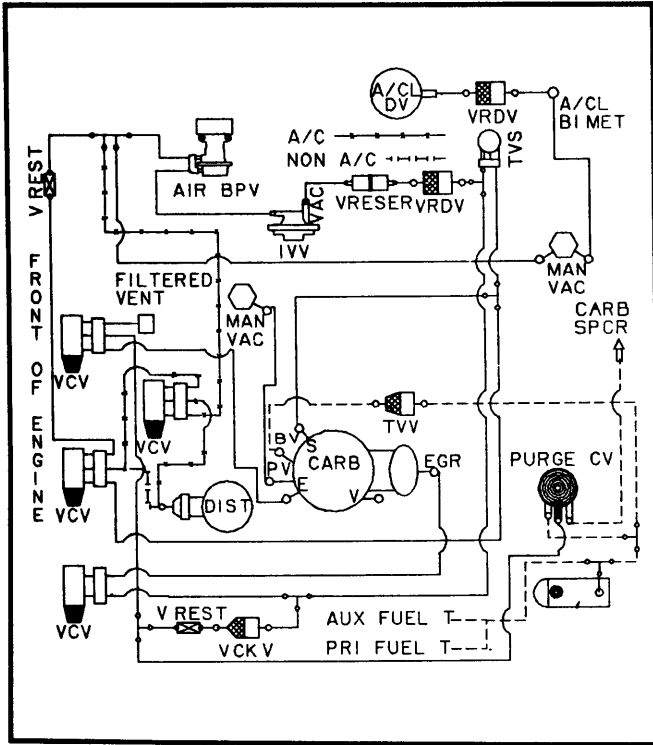 A/CL
DV
VRDV
A/CL
BI MET
TVS
A/C
NON A/C
V REST
AIR BPV
VAC
VRESER
VRDV
IVV
FRONT OF ENGINE
FILTERED
VENT
MAN
VAC
MAN
VAC
CARB
SPCR
VCV
VCV
TVV
BV
S
PV
CARB
EGR
PURGE CV
E
V
DIST
VCV
VCV
V REST
VCKV
AUX FUEL T
PRI FUEL T